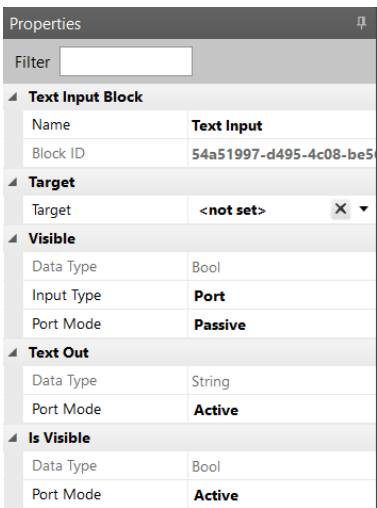 Properties
Filter
Text Input Block
Name Text Input
Block ID 54a51997-d495-4c08-be5
Target
Target <not set>
Visible
Data Type Bool
Input Type Port
Port Mode Passive
Text Out
Data Type String
Port Mode Active
Is Visible
Data Type Bool
Port Mode Active